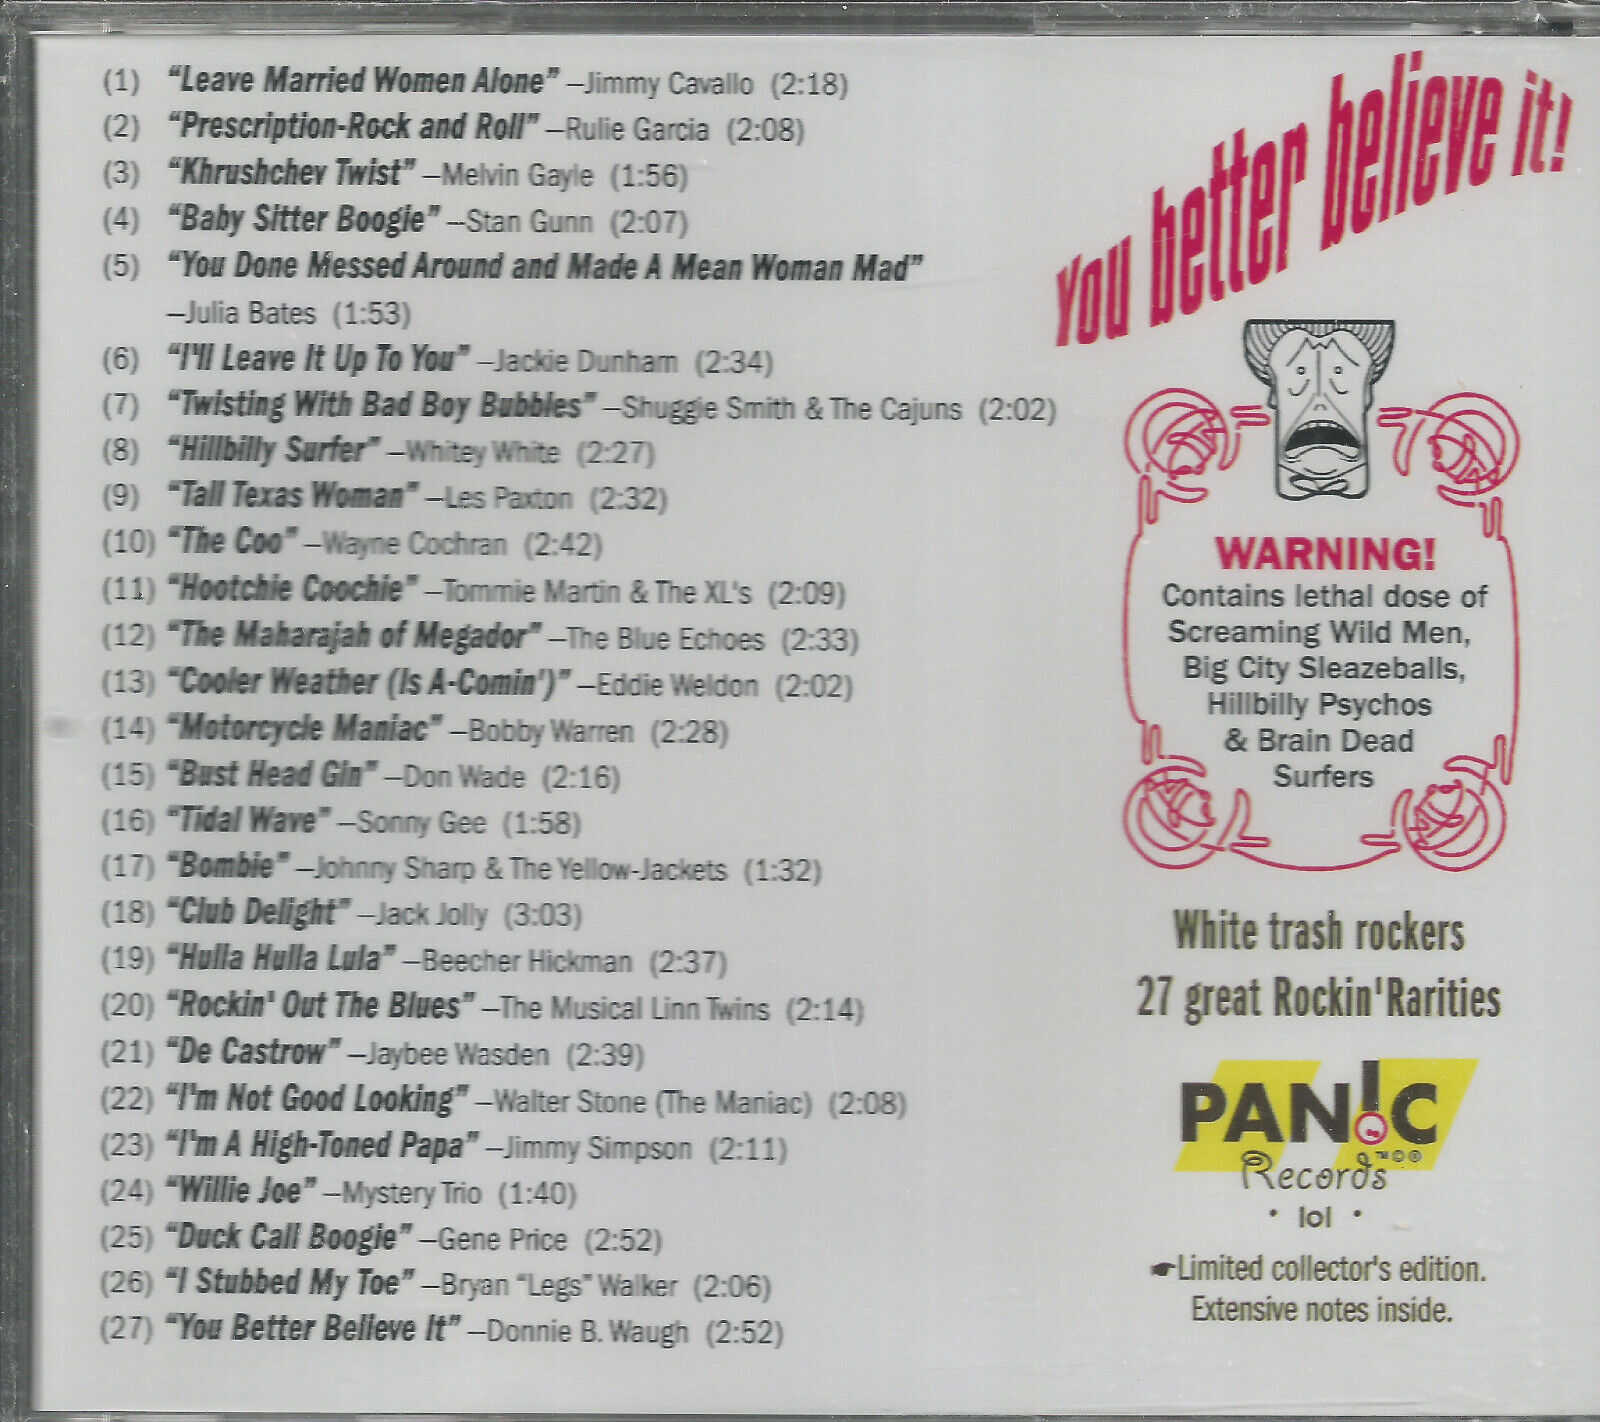 (1) “Leave Married Women Alone” –Jimmy Cavallo (2:18)
(2) “Prescription-Rock and Roll” –Rulie Garcia (2:08)
(3) “Khrushchev Twist” –Melvin Gayle (1:56)
(4) “Baby Sitter Boogie” –Stan Gunn (2:07)
(5) “You Done Messed Around and Made A Mean Woman Mad”
–Julia Bates (1:53)
(6) “I'll Leave It Up To You” –Jackie Dunham (2:34)
(7) “Twisting With Bad Boy Bubbles” –Shuggie Smith & The Cajuns (2:02)
(8) “Hillbilly Surfer” –Whitey White (2:27)
(9) “Tall Texas Woman” –Les Paxton (2:32)
(10) “The Coo” –Wayne Cochran (2:42)
(11) “Hootchie Coochie” –Tommie Martin & The XL's (2:09)
(12) “The Maharajah of Megador” –The Blue Echoes (2:33)
(13) “Cooler Weather (Is A-Comin')” –Eddie Weldon (2:02)
(14) “Motorcycle Maniac” –Bobby Warren (2:28)
(15) “Bust Head Gin” –Don Wade (2:16)
(16) “Tidal Wave” –Sonny Gee (1:58)
(17) “Bombie” –Johnny Sharp & The Yellow-Jackets (1:32)
(18) “Club Delight” –Jack Jolly (3:03)
(19) “Hulla Hulla Lula” –Beecher Hickman (2:37)
(20) “Rockin' Out The Blues” –The Musical Linn Twins (2:14)
(21) “De Castrow” –Jaybee Wasden (2:39)
(22) “I'm Not Good Looking” –Walter Stone (The Maniac) (2:08)
(23) “I'm A High-Toned Papa” –Jimmy Simpson (2:11)
(24) “Willie Joe” –Mystery Trio (1:40)
(25) “Duck Call Boogie” –Gene Price (2:52)
(26) “I Stubbed My Toe” –Bryan “Legs” Walker (2:06)
(27) “You Better Believe It” –Donnie B. Waugh (2:52)
You better believe it!
WARNING!
Contains lethal dose of
Screaming Wild Men,
Big City Sleazeballs,
Hillbilly Psychos
& Brain Dead
Surfers
White trash rockers
27 great Rockin'Rarities
PANIC
Records™©®
• lol •
☛Limited collector's edition.
Extensive notes inside.